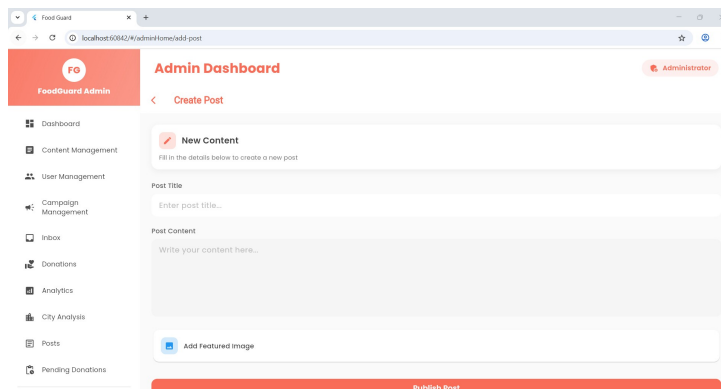 Food Guard
localhost:60842/#/adminHome/add-post
FG
FoodGuard Admin
Dashboard
Content Management
User Management
Campaign
Management
Inbox
Donations
Analytics
City Analysis
Posts
Pending Donations
Admin Dashboard
Administrator
Create Post
New Content
Fill in the details below to create a new post
Post Title
Enter post title...
Post Content
Write your content here...
Add Featured Image
Publish Post